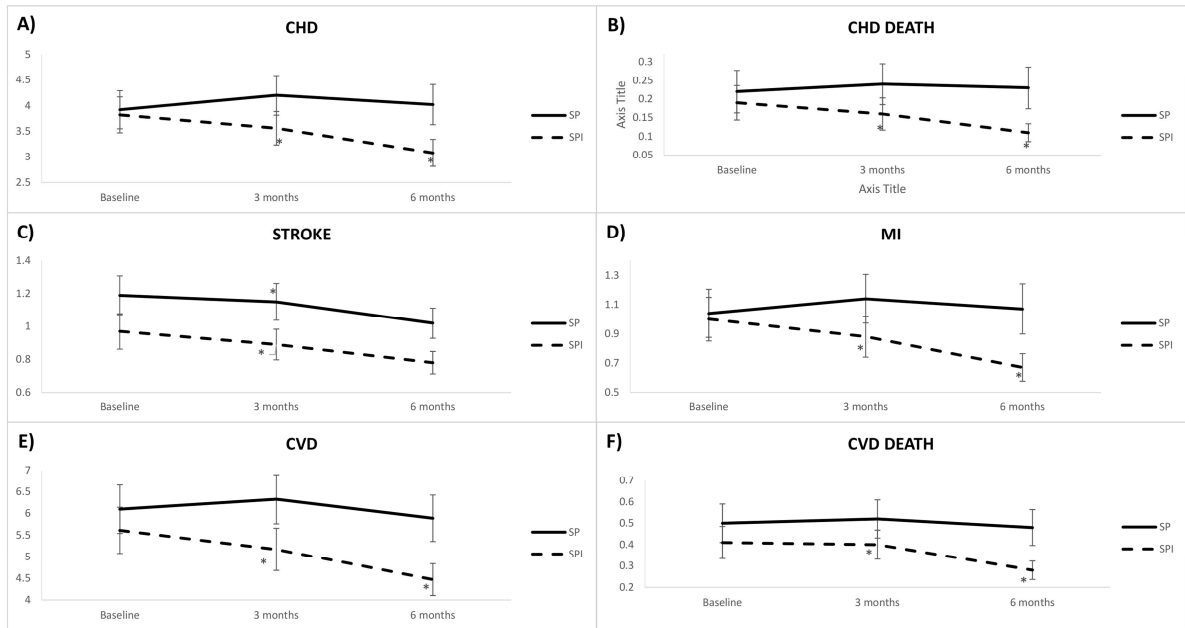 A)
CHD
5
4.5
4
3.5
3
2.5
Baseline
3 months
6 months
SP
SPI
*
*
B)
CHD DEATH
0.3
0.25
0.2
0.15
0.1
0.05
Axis Title
Baseline
3 months
6 months
Axis Title
SP
SPI
*
*
C)
STROKE
1.4
1.2
1
0.8
0.6
Baseline
3 months
6 months
SP
SPI
*
*
D)
MI
1.3
1.1
0.9
0.7
0.5
Baseline
3 months
6 months
SP
SPI
*
*
E)
CVD
7
6.5
6
5.5
5
4.5
4
Baseline
3 months
6 months
SP
SPI
*
*
F)
CVD DEATH
0.7
0.6
0.5
0.4
0.3
0.2
Baseline
3 months
6 months
SP
SPI
*
*